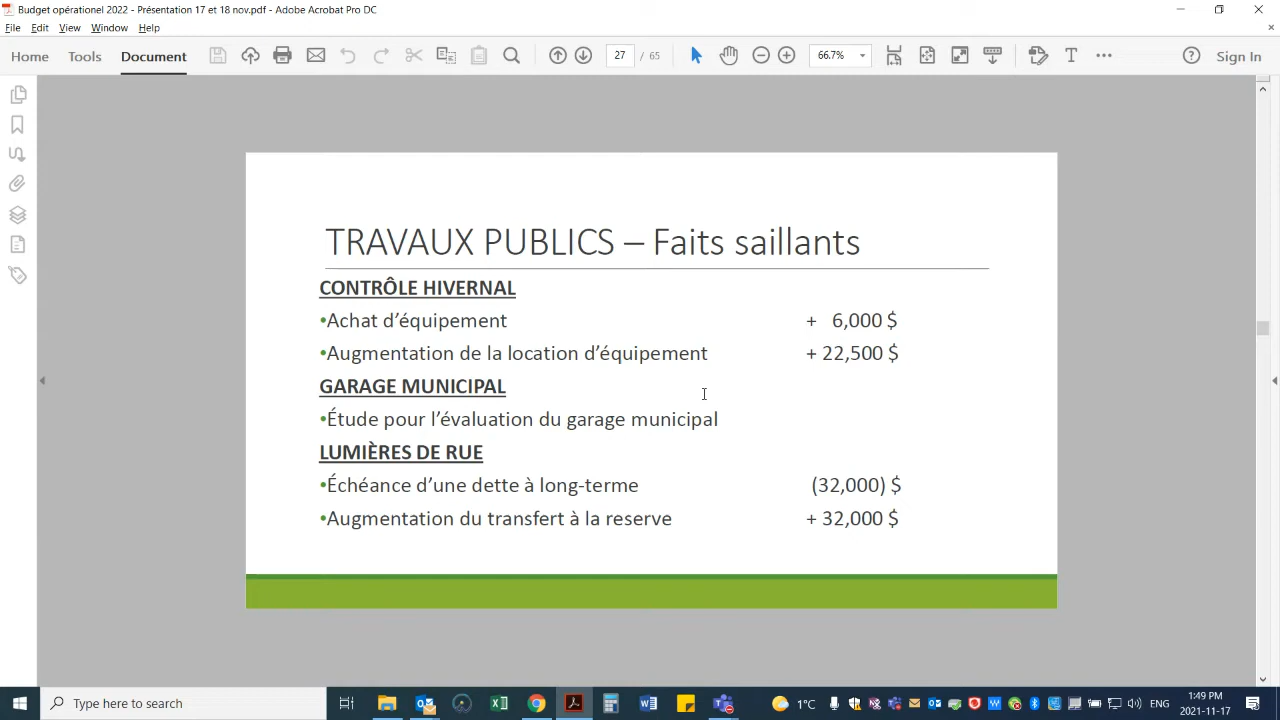 Budget opérationel 2022 - Présentation 17 et 18 nov.pdf - Adobe Acrobat Pro DC
File Edit View Window Help
Home Tools Document 27 / 65 66.7% Sign In
TRAVAUX PUBLICS – Faits saillants
CONTRÔLE HIVERNAL
•Achat d’équipement + 6,000 $
•Augmentation de la location d’équipement + 22,500 $
GARAGE MUNICIPAL
•Étude pour l’évaluation du garage municipal
LUMIÈRES DE RUE
•Échéance d’une dette à long-terme (32,000) $
•Augmentation du transfert à la reserve + 32,000 $
Type here to search 1°C ENG 1:49 PM
2021-11-17